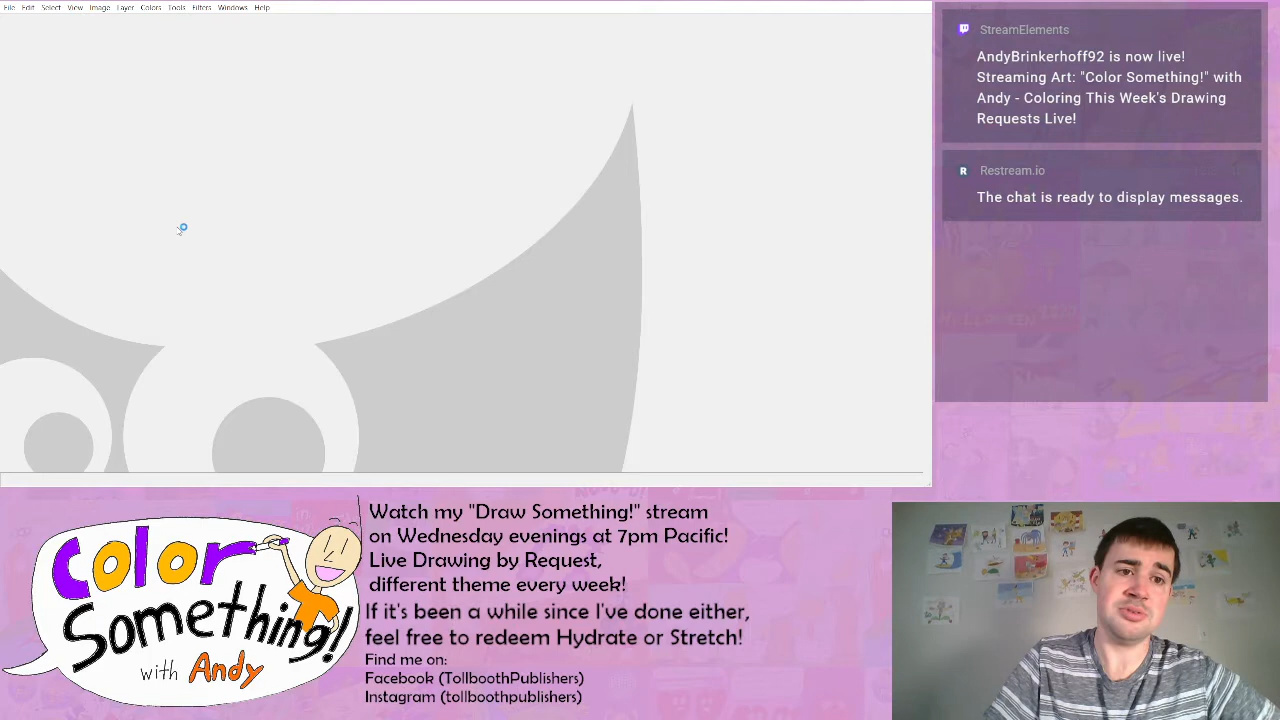 File Edit Select View Image Layer Colors Tools Filters Windows Help
StreamElements
AndyBrinkerhoff92 is now live!
Streaming Art: "Color Something!" with
Andy - Coloring This Week's Drawing
Requests Live!
R Restream.io
The chat is ready to display messages.
Color
Something!
with Andy
Watch my "Draw Something!" stream
on Wednesday evenings at 7pm Pacific!
Live Drawing by Request,
different theme every week!
If it's been a while since I've done either,
feel free to redeem Hydrate or Stretch!
Find me on:
Facebook (TollboothPublishers)
Instagram (tollboothpublishers)